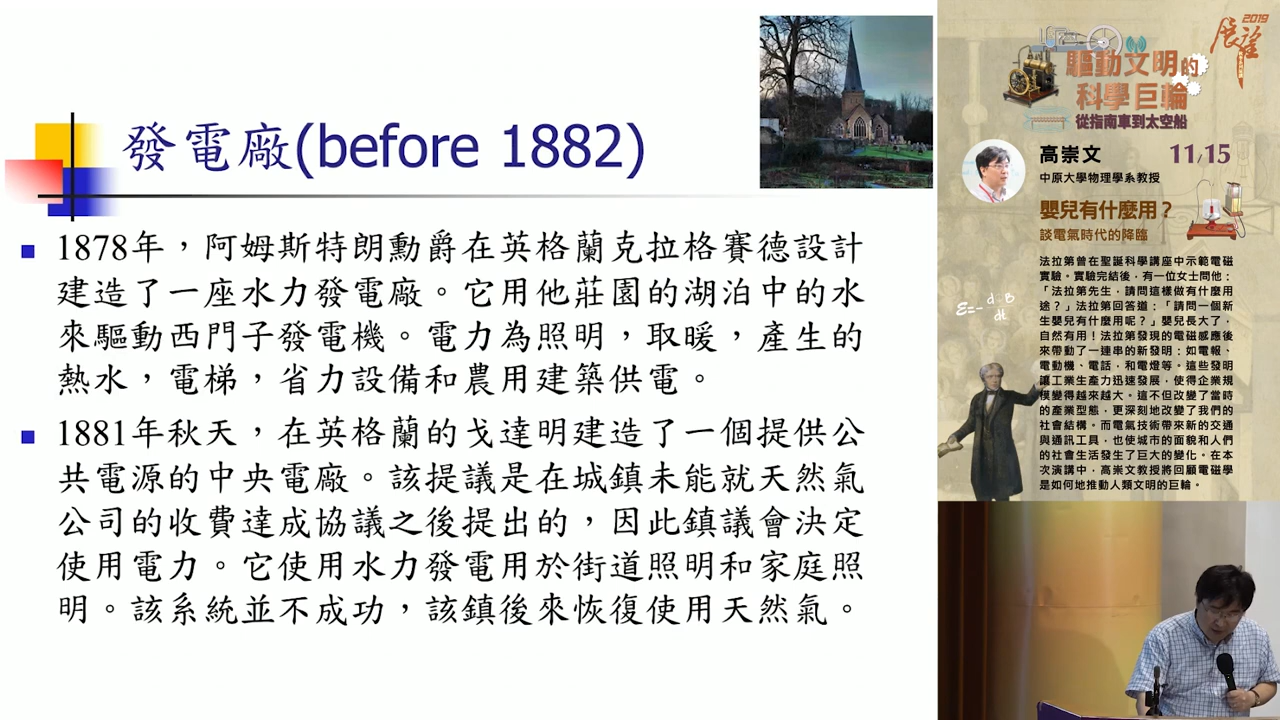 發電廠(before 1882)
1878年，阿姆斯特朗勳爵在英格蘭克拉格賽德設計
建造了一座水力發電廠。它用他莊園的湖泊中的水
來驅動西門子發電機。電力為照明，取暖，產生的
熱水，電梯，省力設備和農用建築供電。
1881年秋天，在英格蘭的戈達明建造了一個提供公
共電源的中央電廠。該提議是在城鎮未能就天然氣
公司的收費達成協議之後提出的，因此鎮議會決定
使用電力。它使用水力發電用於街道照明和家庭照
明。該系統並不成功，該鎮後來恢復使用天然氣。
2019
展望
驅動文明的
科學巨輪
從指南車到太空船
高崇文 11/15
中原大學物理學系教授
嬰兒有什麼用？
談電氣時代的降臨
法拉第曾在聖誕科學講座中示範電磁
實驗。實驗完結後，有一位女士問他：
「法拉第先生，請問這樣做有什麼用
途？」法拉第回答道：「請問一個新
生嬰兒有什麼用呢？」嬰兒長大了，
自然有用！法拉第發現的電磁感應後
來帶動了一連串的新發明：如電報、
電動機、電話，和電燈等。這些發明
讓工業生產力迅速發展，使得企業規
模變得越來越大。這不但改變了當時
的產業型態，更深刻地改變了我們的
社會結構。而電氣技術帶來新的交通
與通訊工具，也使城市的面貌和人們
的社會生活發生了巨大的變化。在本
次演講中，高崇文教授將回顧電磁學
是如何地推動人類文明的巨輪。